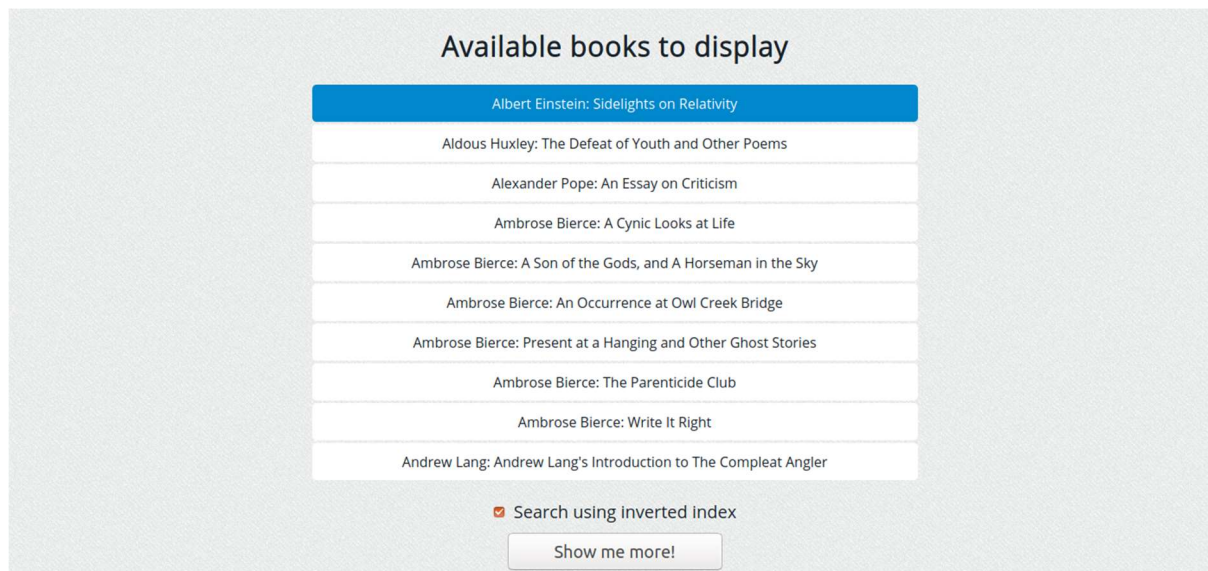 Available books to display
Albert Einstein: Sidelights on Relativity
Aldous Huxley: The Defeat of Youth and Other Poems
Alexander Pope: An Essay on Criticism
Ambrose Bierce: A Cynic Looks at Life
Ambrose Bierce: A Son of the Gods, and A Horseman in the Sky
Ambrose Bierce: An Occurrence at Owl Creek Bridge
Ambrose Bierce: Present at a Hanging and Other Ghost Stories
Ambrose Bierce: The Parenticide Club
Ambrose Bierce: Write It Right
Andrew Lang: Andrew Lang's Introduction to The Compleat Angler
Search using inverted index
Show me more!